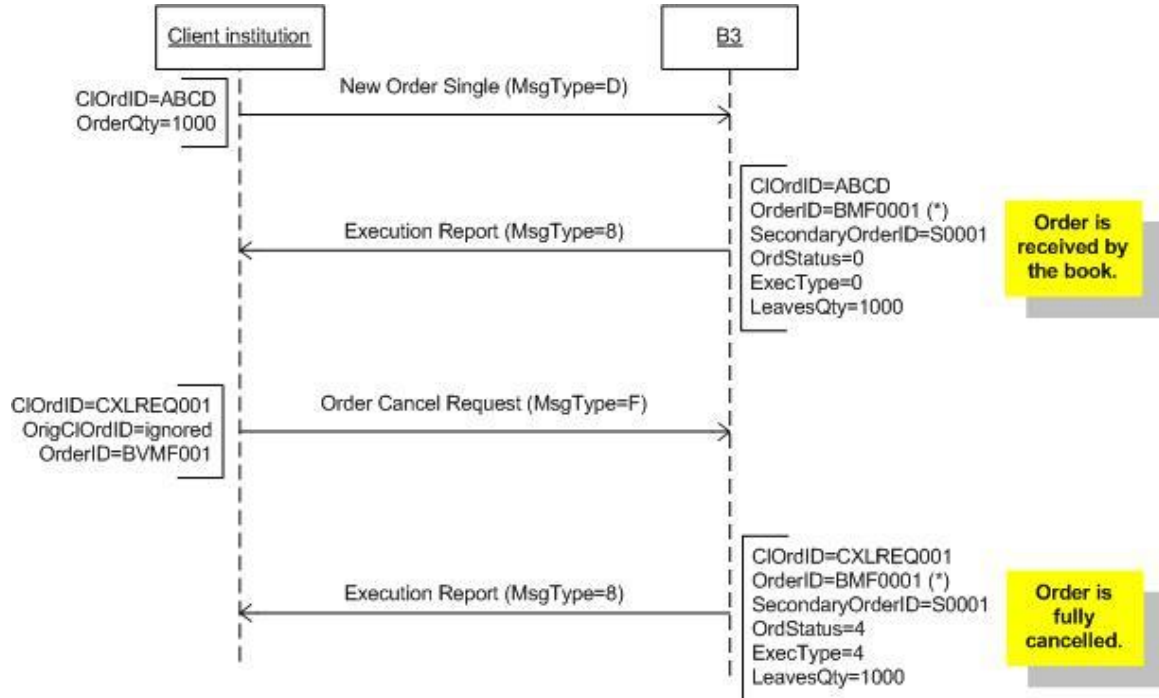 Client institution
B3
New Order Single (MsgType=D)
ClOrdID=ABCD
OrderQty=1000
ClOrdID=ABCD
OrderID=BMF0001 (*)
SecondaryOrderID=S0001
OrdStatus=0
ExecType=0
LeavesQty=1000
Execution Report (MsgType=8)
Order is
received by
the book.
ClOrdID=CXLREQ001
OrigClOrdID=ignored
OrderID=BVMF001
Order Cancel Request (MsgType=F)
ClOrdID=CXLREQ001
OrderID=BMF0001 (*)
SecondaryOrderID=S0001
OrdStatus=4
ExecType=4
LeavesQty=1000
Execution Report (MsgType=8)
Order is
fully
cancelled.